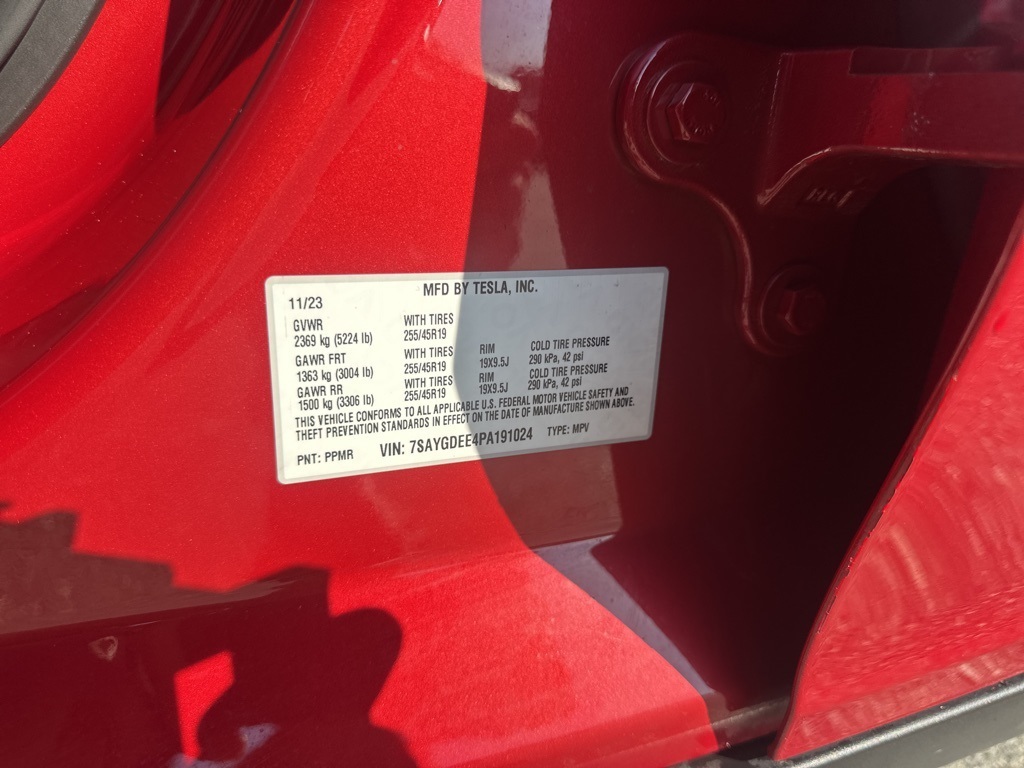 MFD BY TESLA, INC.
11/23
GVWR WITH TIRES
2369 kg (5224 lb) 255/45R19
GAWR FRT WITH TIRES RIM COLD TIRE PRESSURE
1363 kg (3004 lb) 255/45R19 19X9.5J 290 kPa, 42 psi
GAWR RR WITH TIRES RIM COLD TIRE PRESSURE
1500 kg (3306 lb) 255/45R19 19X9.5J 290 kPa, 42 psi
THIS VEHICLE CONFORMS TO ALL APPLICABLE U.S. FEDERAL MOTOR VEHICLE SAFETY AND
THEFT PREVENTION STANDARDS IN EFFECT ON THE DATE OF MANUFACTURE SHOWN ABOVE.
PNT: PPMR VIN: 7SAYGDEE4PA191024 TYPE: MPV